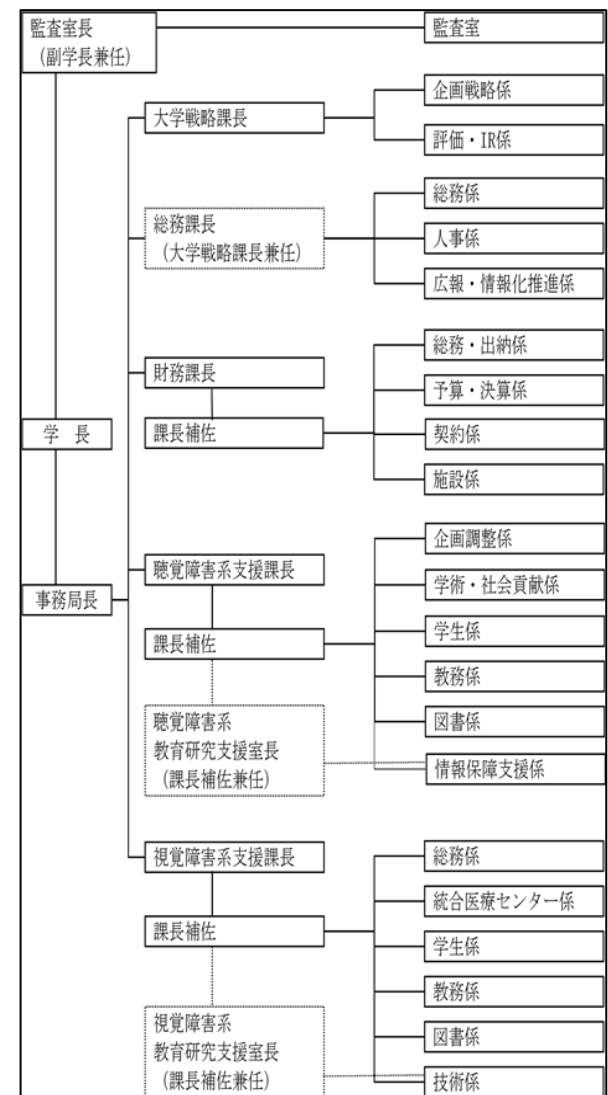 監査室長
（副学長兼任）
監査室
大学戦略課長
企画戦略係
評価・IR係
総務課長
（大学戦略課長兼任）
総務係
人事係
広報・情報化推進係
財務課長
課長補佐
総務・出納係
予算・決算係
契約係
施設係
学　長
事務局長
聴覚障害系支援課長
課長補佐
聴覚障害系
教育研究支援室長
（課長補佐兼任）
企画調整係
学術・社会貢献係
学生係
教務係
図書係
情報保障支援係
視覚障害系支援課長
課長補佐
視覚障害系
教育研究支援室長
（課長補佐兼任）
総務係
統合医療センター係
学生係
教務係
図書係
技術係